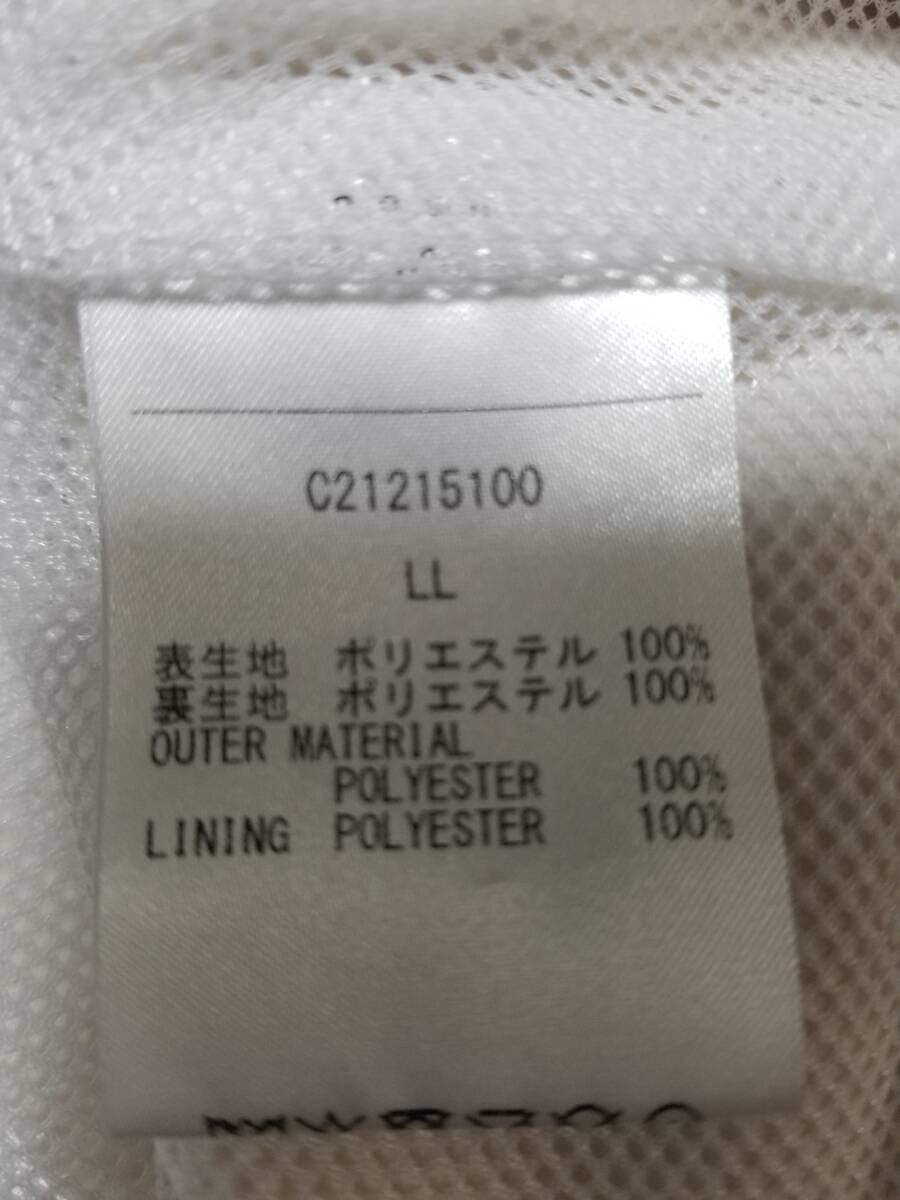 C21215100
LL
表生地 ポリエステル 100%
裏生地 ポリエステル 100%
OUTER MATERIAL
POLYESTER 100%
LINING POLYESTER 100%